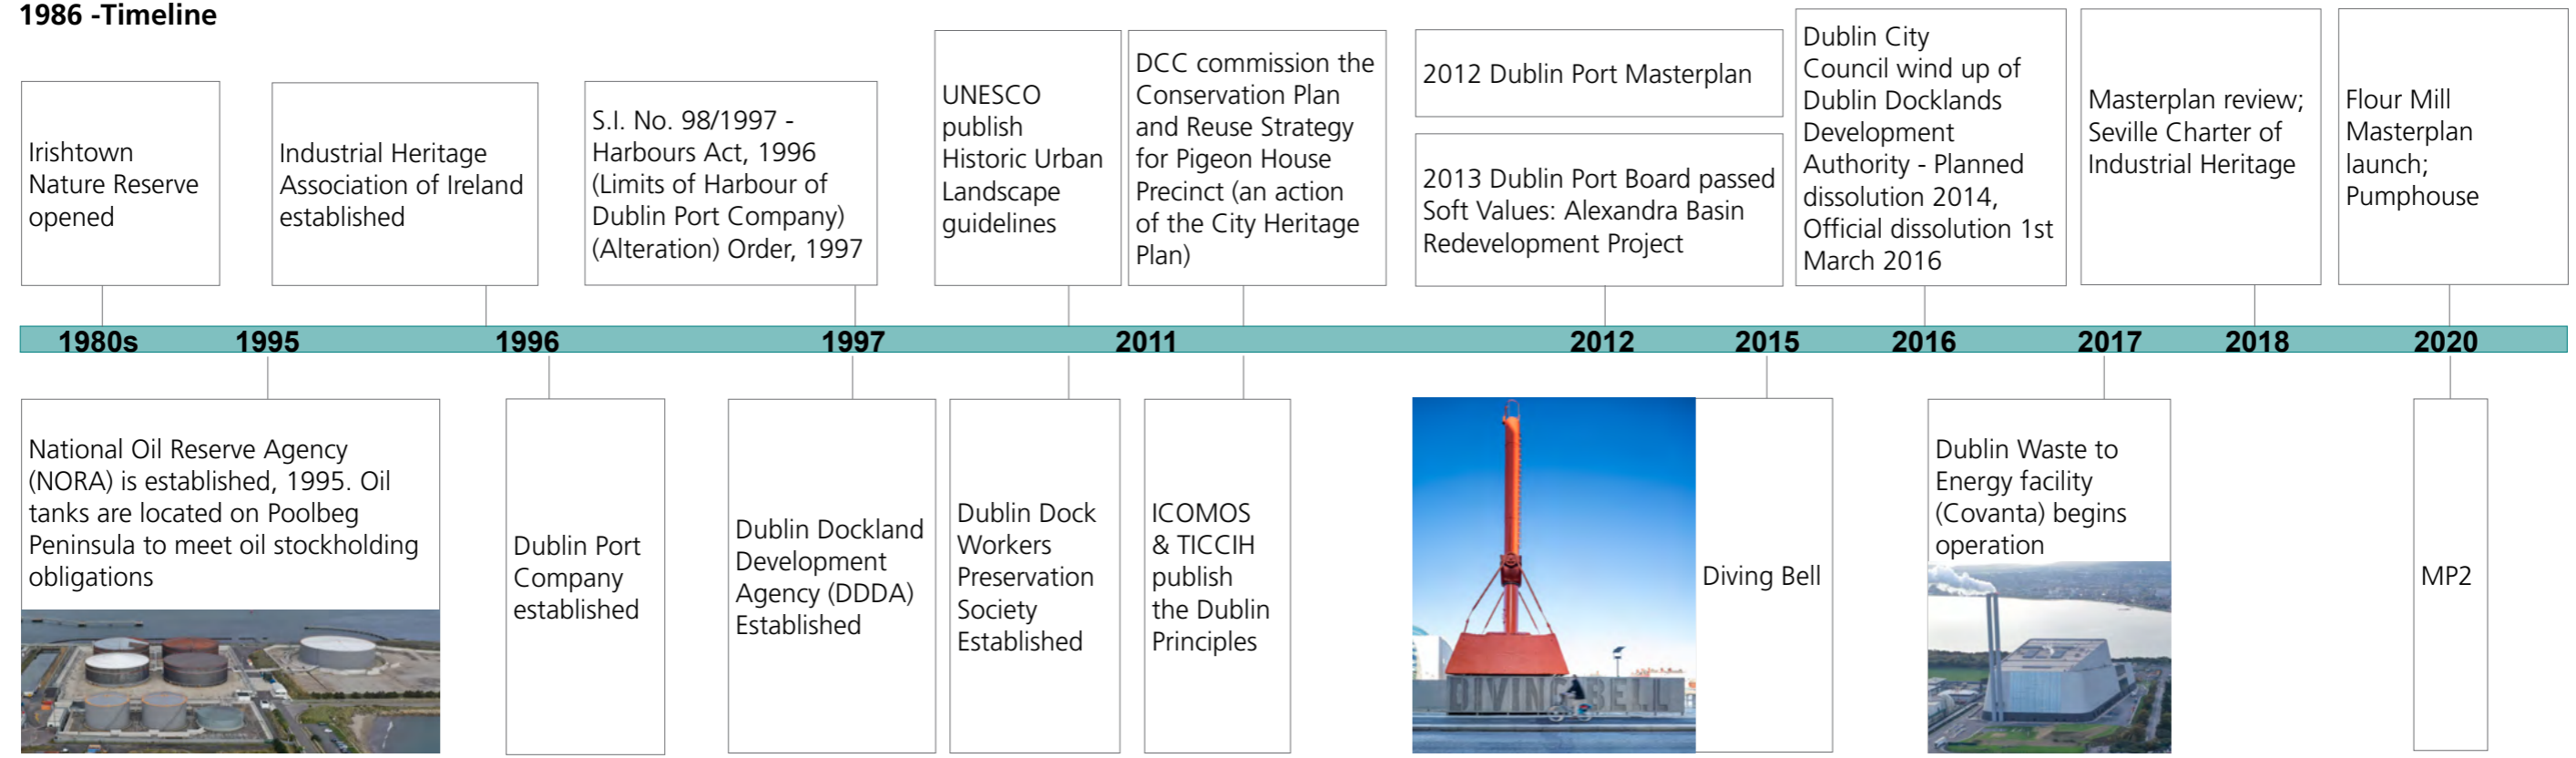 1986 -Timeline
Irishtown
Nature Reserve
opened
Industrial Heritage
Association of Ireland
established
S.I. No. 98/1997 -
Harbours Act, 1996
(Limits of Harbour of
Dublin Port Company)
(Alteration) Order, 1997
UNESCO
publish
Historic Urban
Landscape
guidelines
DCC commission the
Conservation Plan
and Reuse Strategy
for Pigeon House
Precinct (an action
of the City Heritage
Plan)
2012 Dublin Port Masterplan
2013 Dublin Port Board passed
Soft Values: Alexandra Basin
Redevelopment Project
Dublin City
Council wind up of
Dublin Docklands
Development
Authority - Planned
dissolution 2014,
Official dissolution 1st
March 2016
Masterplan review;
Seville Charter of
Industrial Heritage
Flour Mill
Masterplan
launch;
Pumphouse
1980s 1995 1996 1997 2011 2012 2015 2016 2017 2018 2020
National Oil Reserve Agency
(NORA) is established, 1995. Oil
tanks are located on Poolbeg
Peninsula to meet oil stockholding
obligations
Dublin Port
Company
established
Dublin Dockland
Development
Agency (DDDA)
Established
Dublin Dock
Workers
Preservation
Society
Established
ICOMOS
& TICCIH
publish
the Dublin
Principles
DIVING BELL
Diving Bell
Dublin Waste to
Energy facility
(Covanta) begins
operation
MP2